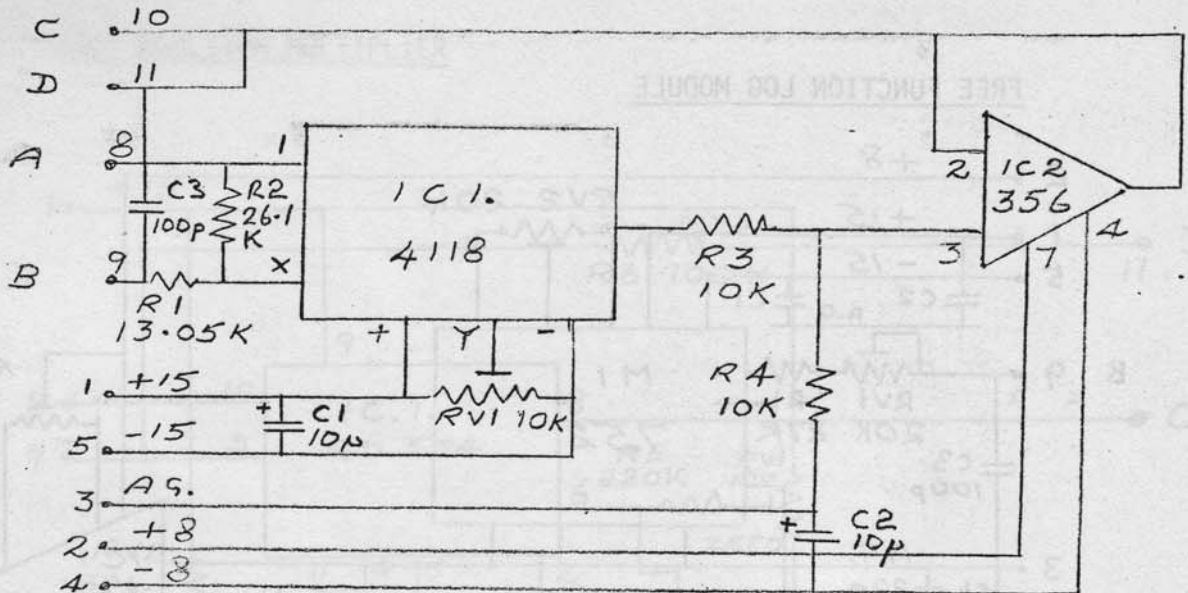 C 10
D 11
A 8
1
C3
100p
R2
26.1
K
B 9
X
R1
13.05K
IC1.
4118
+ Y -
R3
10K
2
3
IC2
356
7
4
R4
10K
1 +15
C1
10µ
RV1 10K
5 -15
3 AG.
2 +8
4 -8
+ C2
10µ
FREE FUNCTION LOG MODULE